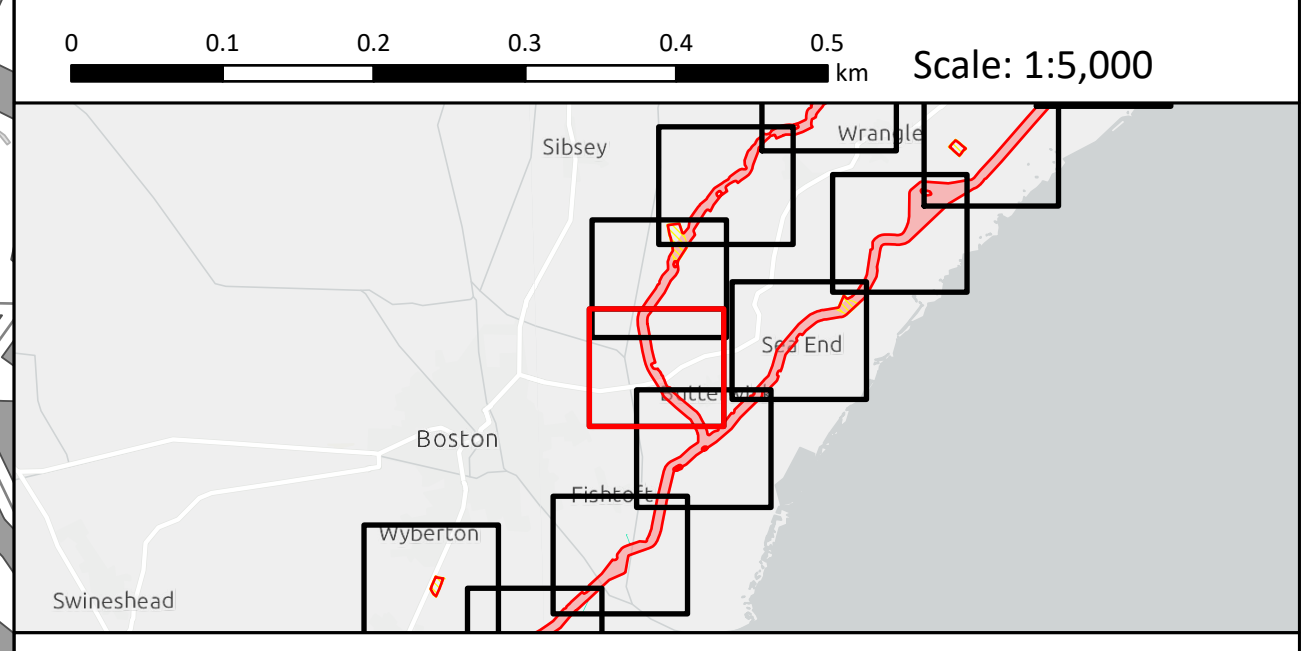 0 0.1 0.2 0.3 0.4 0.5
km
Scale: 1:5,000
Wrangle
Sibsey
Sea End
Butterwick
Boston
Fishtoft
Wyberton
Swineshead